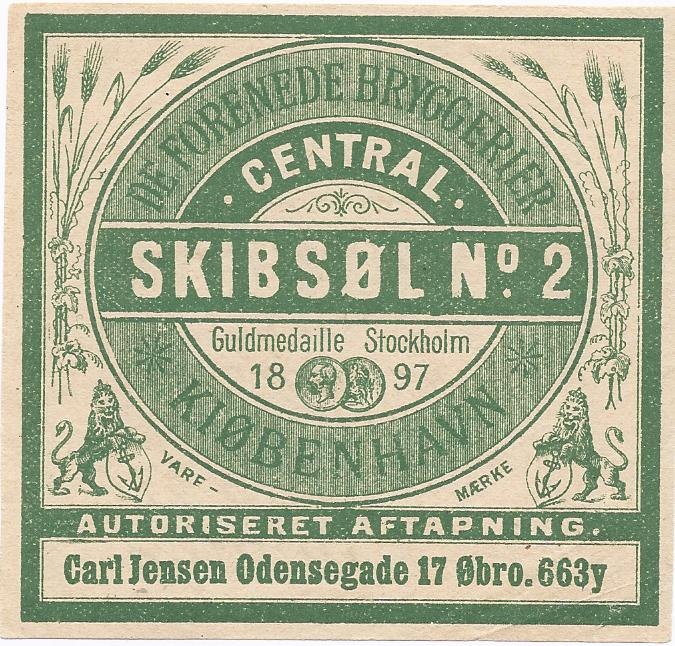 DE FORENEDE BRYGGERIER
· CENTRAL ·
SKIBSØL Nº. 2
Guldmedaille Stockholm
18 97
KIØBENHAVN
VARE - MÆRKE
AUTORISERET AFTAPNING.
Carl Jensen Odensegade 17 Øbro. 663y